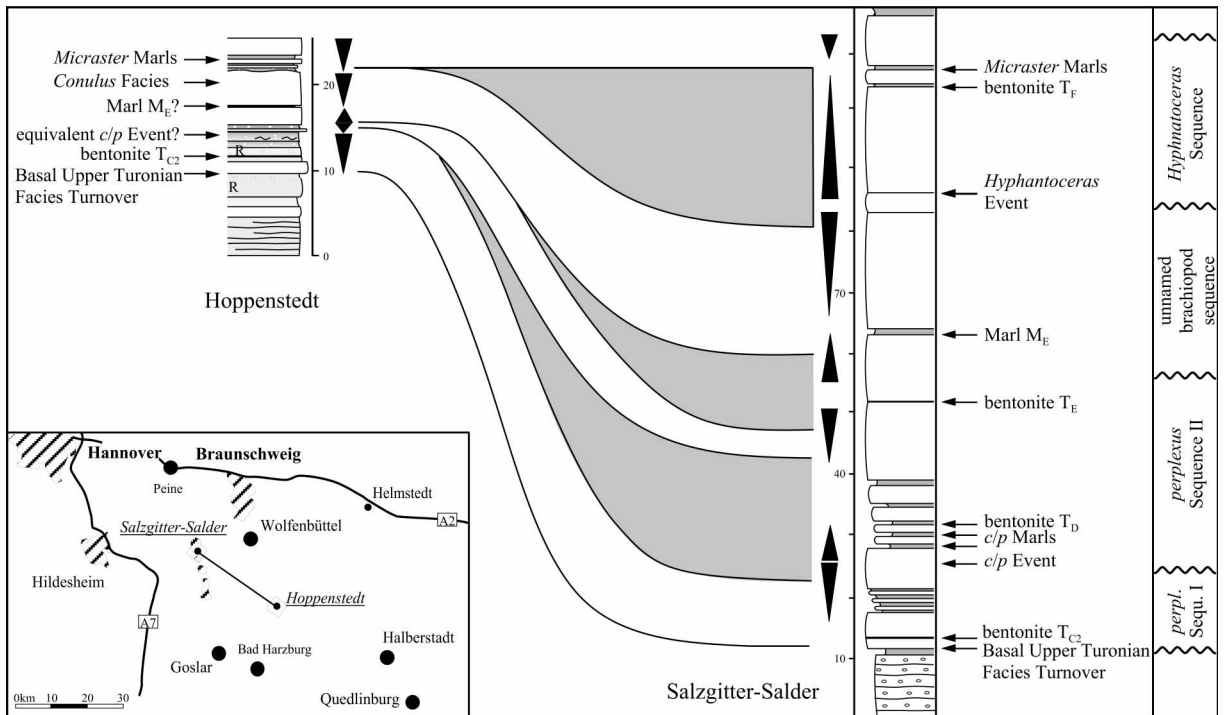 Micraster Marls
Conulus Facies
Marl ME?
equivalent c/p Event?
bentonite TC2
Basal Upper Turonian
Facies Turnover
R
R
20
10
0
Hoppenstedt
70
40
10
Salzgitter-Salder
Micraster Marls
bentonite TF
Hyphantoceras
Event
Marl ME
bentonite TE
bentonite TD
c/p Marls
c/p Event
bentonite TC2
Basal Upper Turonian
Facies Turnover
Hyphnatoceras
Sequence
unnamed
brachiopod
sequence
perplexus
Sequence II
perpl.
Sequ. I
Hannover
Braunschweig
Peine
Helmstedt
A2
Salzgitter-Salder
Wolfenbüttel
Hildesheim
Hoppenstedt
A7
Halberstadt
Goslar
Bad Harzburg
Quedlinburg
0km 10 20 30